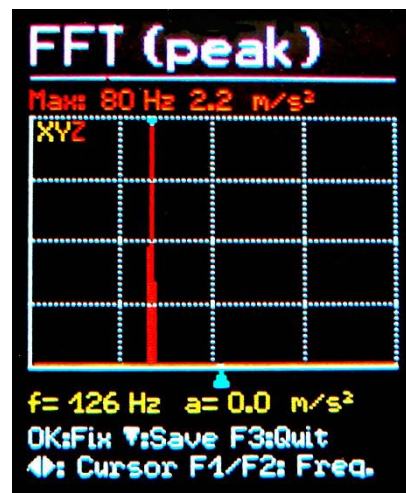 FFT (peak)
Max: 80 Hz 2.2 m/s²
XYZ
f= 126 Hz a= 0.0 m/s²
OK:Fix ▼:Save F3:Quit
◀▶: Cursor F1/F2: Freq.